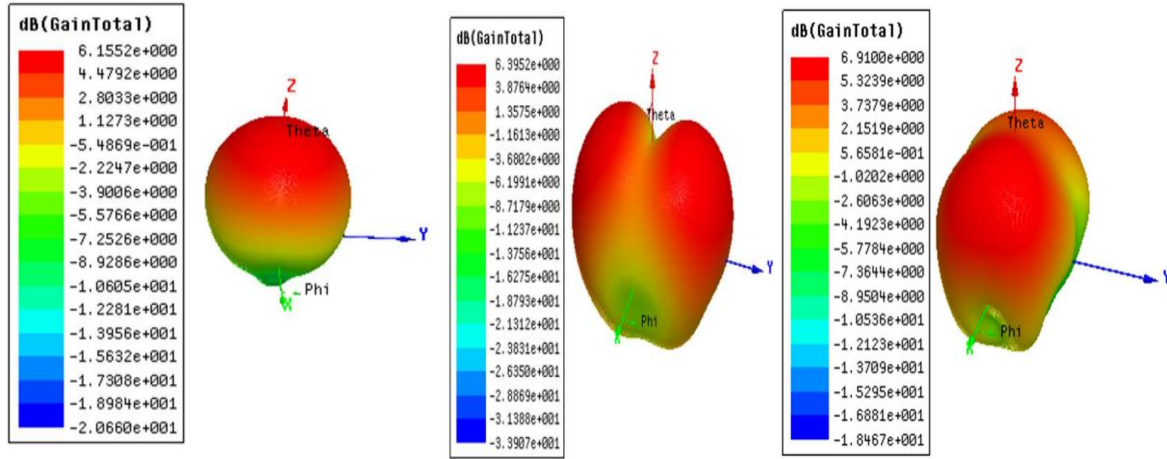 dB(GainTotal)
6.1552e+000
4.4792e+000
2.8033e+000
1.1273e+000
-5.4869e-001
-2.2247e+000
-3.9006e+000
-5.5766e+000
-7.2526e+000
-8.9286e+000
-1.0605e+001
-1.2281e+001
-1.3956e+001
-1.5632e+001
-1.7308e+001
-1.8984e+001
-2.0660e+001
Z
Theta
Y
Phi
X
dB(GainTotal)
6.3952e+000
3.8764e+000
1.3575e+000
-1.1613e+000
-3.6802e+000
-6.1991e+000
-8.7179e+000
-1.1237e+001
-1.3756e+001
-1.6275e+001
-1.8793e+001
-2.1312e+001
-2.3831e+001
-2.6350e+001
-2.8869e+001
-3.1388e+001
-3.3907e+001
Z
Theta
Y
Phi
X
dB(GainTotal)
6.9100e+000
5.3239e+000
4.7379e+000
2.1519e+000
5.6581e-001
-1.0202e+000
-2.6063e+000
-4.1923e+000
-5.7784e+000
-7.3644e+000
-8.9504e+000
-1.0536e+001
-1.2123e+001
-1.3709e+001
-1.5295e+001
-1.6881e+001
-1.8467e+001
Z
Theta
Y
Phi
X